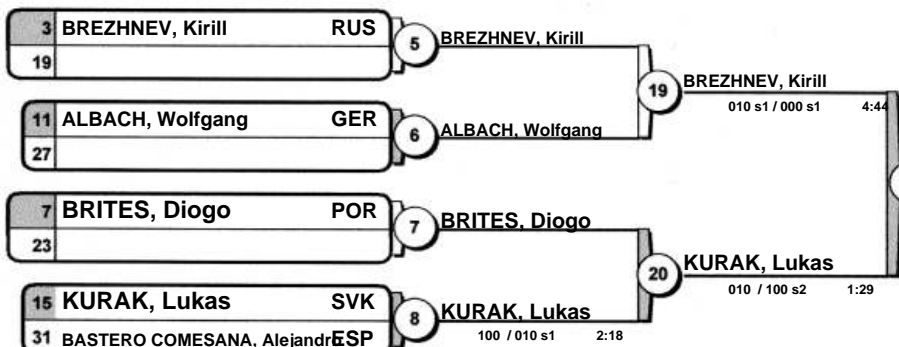 3 BREZHNEV, Kirill RUS
19
5 BREZHNEV, Kirill
19 BREZHNEV, Kirill
010 s1 / 000 s1 4:44
11 ALBACH, Wolfgang GER
27
6 ALBACH, Wolfgang
7 BRITES, Diogo POR
23
7 BRITES, Diogo
20 KURAK, Lukas
010 / 100 s2 1:29
15 KURAK, Lukas SVK
31 BASTERO COMESANA, Alejandro ESP
8 KURAK, Lukas
100 / 010 s1 2:18